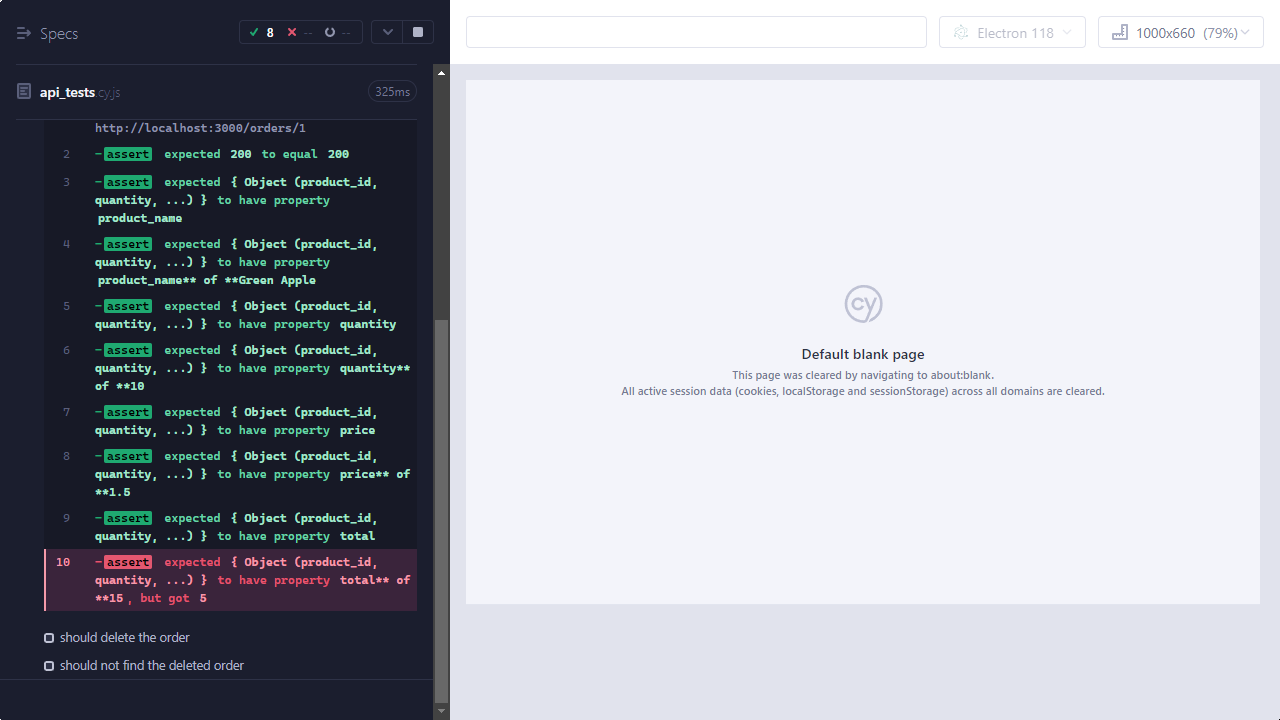 Specs
8
--
--
Electron 118
1000x660 (79%)
api_tests.cy.js
325ms
http://localhost:3000/orders/1
2 -assert expected 200 to equal 200
3 -assert expected { Object (product_id,
quantity, ...) } to have property
product_name
4 -assert expected { Object (product_id,
quantity, ...) } to have property
product_name** of **Green Apple
5 -assert expected { Object (product_id,
quantity, ...) } to have property quantity
6 -assert expected { Object (product_id,
quantity, ...) } to have property quantity**
of **10
7 -assert expected { Object (product_id,
quantity, ...) } to have property price
8 -assert expected { Object (product_id,
quantity, ...) } to have property price** of
**1.5
9 -assert expected { Object (product_id,
quantity, ...) } to have property total
10 -assert expected { Object (product_id,
quantity, ...) } to have property total** of
**15, but got 5
should delete the order
should not find the deleted order
cy
Default blank page
This page was cleared by navigating to about:blank.
All active session data (cookies, localStorage and sessionStorage) across all domains are cleared.